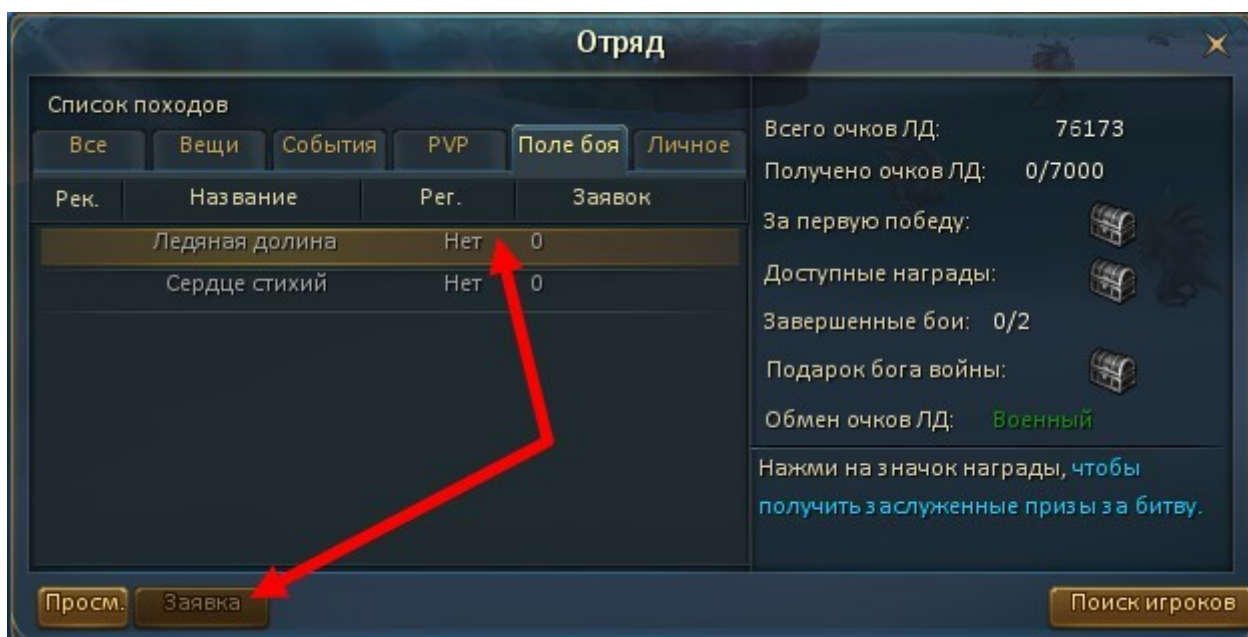 Отряд
Список походов
Все Вещи События PVP Поле боя Личное
Рек. Название Рег. Заявок
Ледяная долина Нет 0
Сердце стихий Нет 0
Всего очков ЛД: 76173
Получено очков ЛД: 0/7000
За первую победу:
Доступные награды:
Завершенные бои: 0/2
Подарок бога войны:
Обмен очков ЛД: Военный
Нажми на значок награды, чтобы
получить заслуженные призы за битву.
Просм. Заявка Поиск игроков